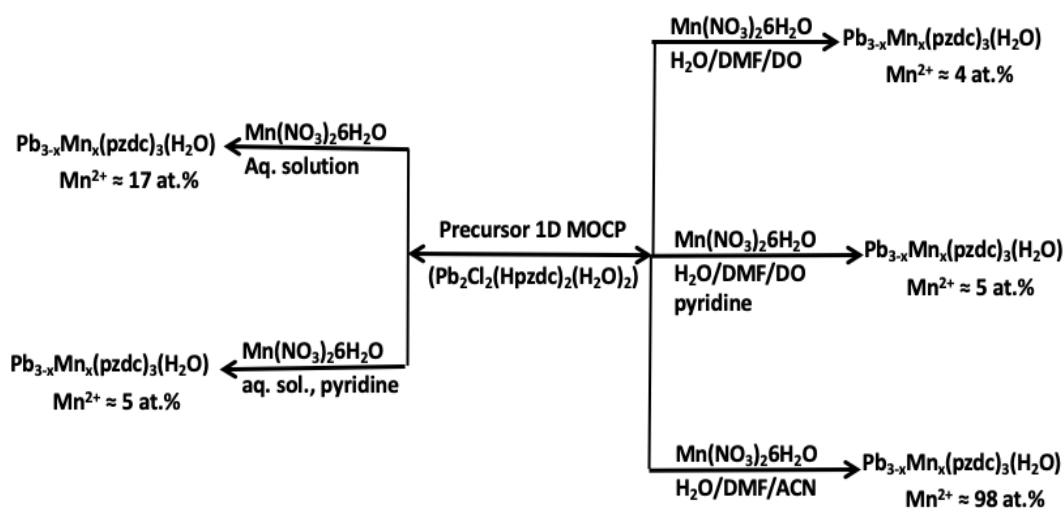 Mn(NO₃)₂6H₂O
H₂O/DMF/DO
Pb₃₋ₓMnₓ(pzdc)₃(H₂O)
Mn²⁺ ≈ 4 at.%
Pb₃₋ₓMnₓ(pzdc)₃(H₂O)
Mn²⁺ ≈ 17 at.%
Mn(NO₃)₂6H₂O
Aq. solution
Precursor 1D MOCP
(Pb₂Cl₂(Hpzdc)₂(H₂O)₂)
Mn(NO₃)₂6H₂O
H₂O/DMF/DO
pyridine
Pb₃₋ₓMnₓ(pzdc)₃(H₂O)
Mn²⁺ ≈ 5 at.%
Pb₃₋ₓMnₓ(pzdc)₃(H₂O)
Mn²⁺ ≈ 5 at.%
Mn(NO₃)₂6H₂O
aq. sol., pyridine
Mn(NO₃)₂6H₂O
H₂O/DMF/ACN
Pb₃₋ₓMnₓ(pzdc)₃(H₂O)
Mn²⁺ ≈ 98 at.%